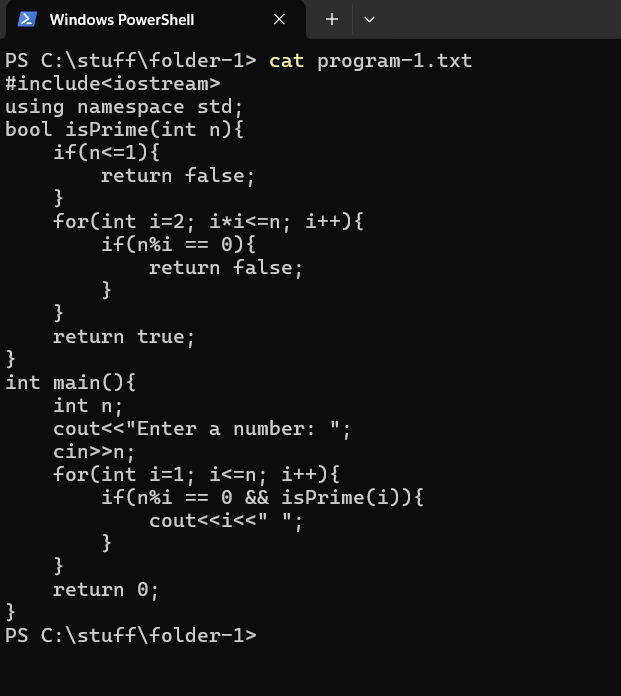 Windows PowerShell
PS C:\stuff\folder-1> cat program-1.txt
#include<iostream>
using namespace std;
bool isPrime(int n){
    if(n<=1){
        return false;
    }
    for(int i=2; i*i<=n; i++){
        if(n%i == 0){
            return false;
        }
    }
    return true;
}
int main(){
    int n;
    cout<<"Enter a number: ";
    cin>>n;
    for(int i=1; i<=n; i++){
        if(n%i == 0 && isPrime(i)){
            cout<<i<<" ";
        }
    }
    return 0;
}
PS C:\stuff\folder-1>